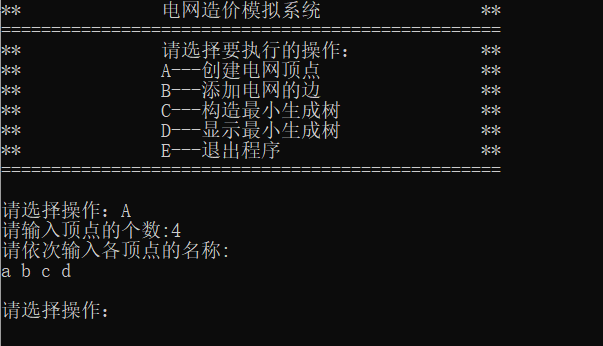 **              电网造价模拟系统                **
==================================================
**              请选择要执行的操作:             **
**              A---创建电网顶点                **
**              B---添加电网的边                **
**              C---构造最小生成树              **
**              D---显示最小生成树              **
**              E---退出程序                    **
==================================================
请选择操作: A
请输入顶点的个数:4
请依次输入各顶点的名称:
a b c d
请选择操作: